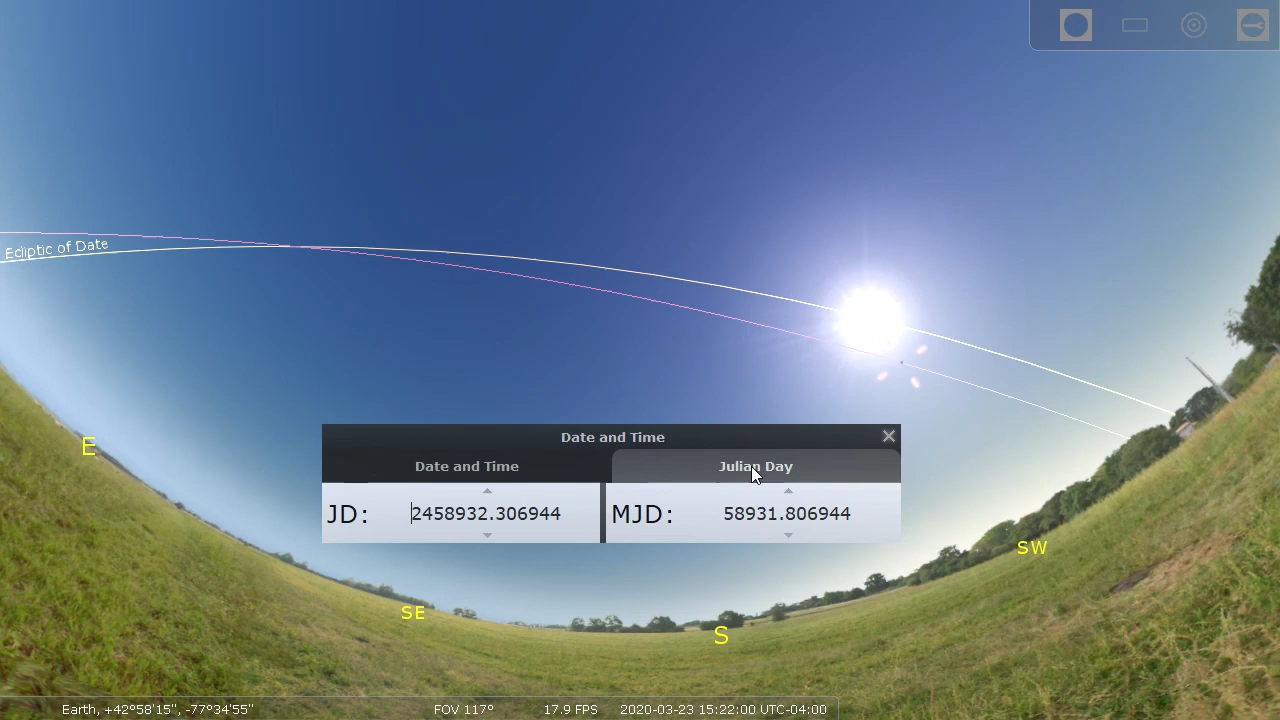 Ecliptic of Date
E
Date and Time
Date and Time
Julian Day
JD: 2458932.306944
MJD: 58931.806944
SW
SE
S
Earth, +42°58'15", -77°34'55"
FOV 117°
17.9 FPS
2020-03-23 15:22:00 UTC-04:00